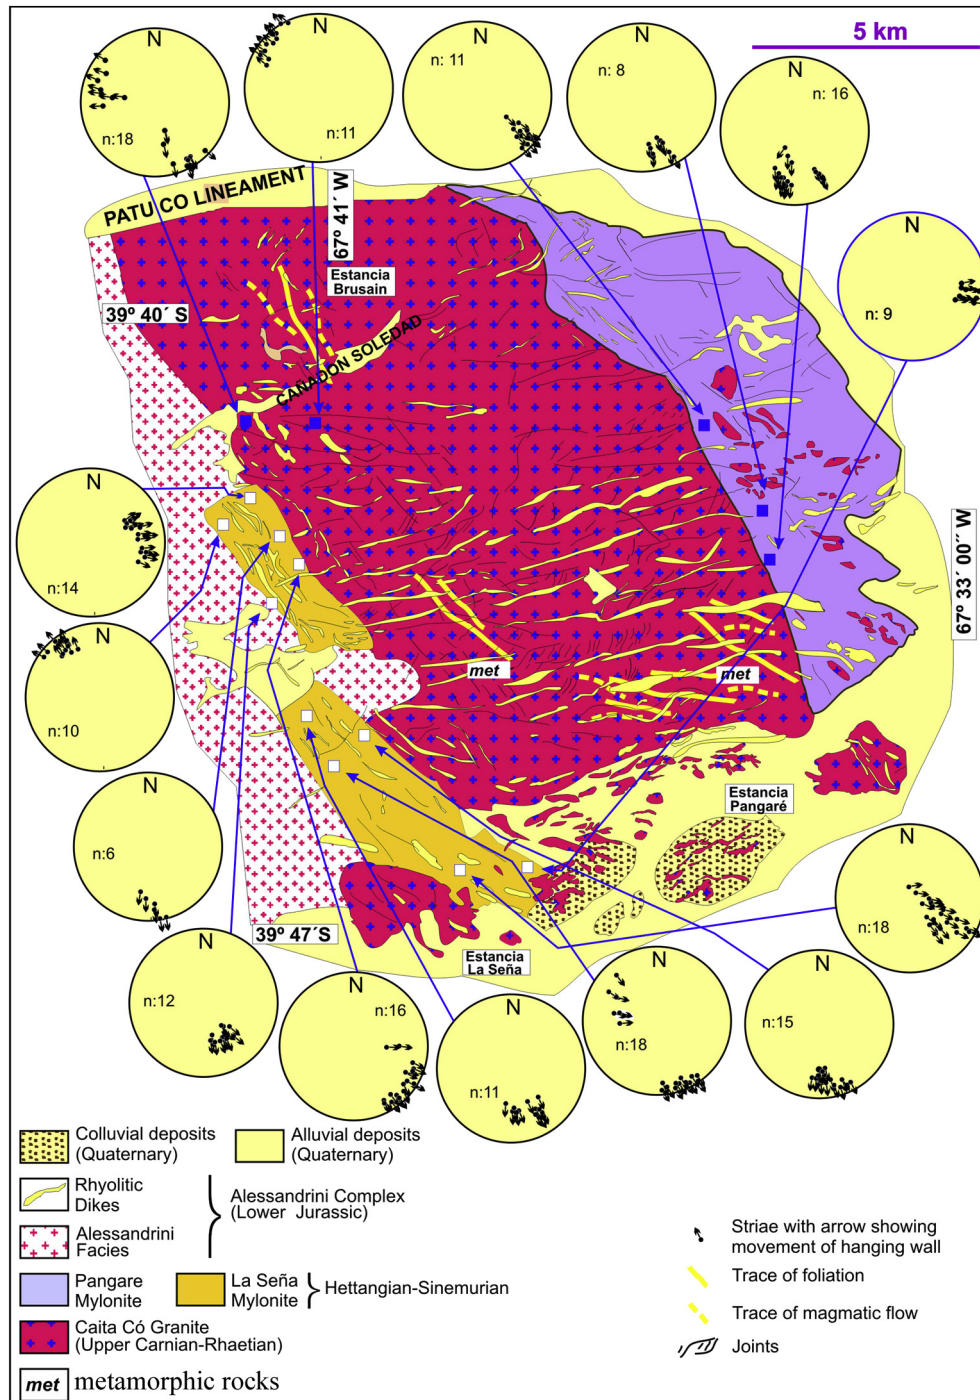 N
N
n: 11
n: 8
N
n: 16
5 km
n:18
n:11
PATU CO LINEAMENT
67º 41´ W
N
n: 9
Estancia
Brusain
39º 40´ S
CAÑADON SOLEDAD
N
n:14
67º 33´ 00´´ W
N
n:10
met
met
n:6
Estancia
Pangaré
N
n:18
39º 47´S
Estancia
La Seña
N
n:12
N
n:16
N
n:11
N
n:18
N
n:15
Colluvial deposits
(Quaternary)
Alluvial deposits
(Quaternary)
Rhyolitic
Dikes
Alessandrini
Facies
Alessandrini Complex
(Lower Jurassic)
Pangare
Mylonite
La Seña
Mylonite
Hettangian-Sinemurian
Caita Có Granite
(Upper Carnian-Rhaetian)
met metamorphic rocks
Striae with arrow showing
movement of hanging wall
Trace of foliation
Trace of magmatic flow
Joints